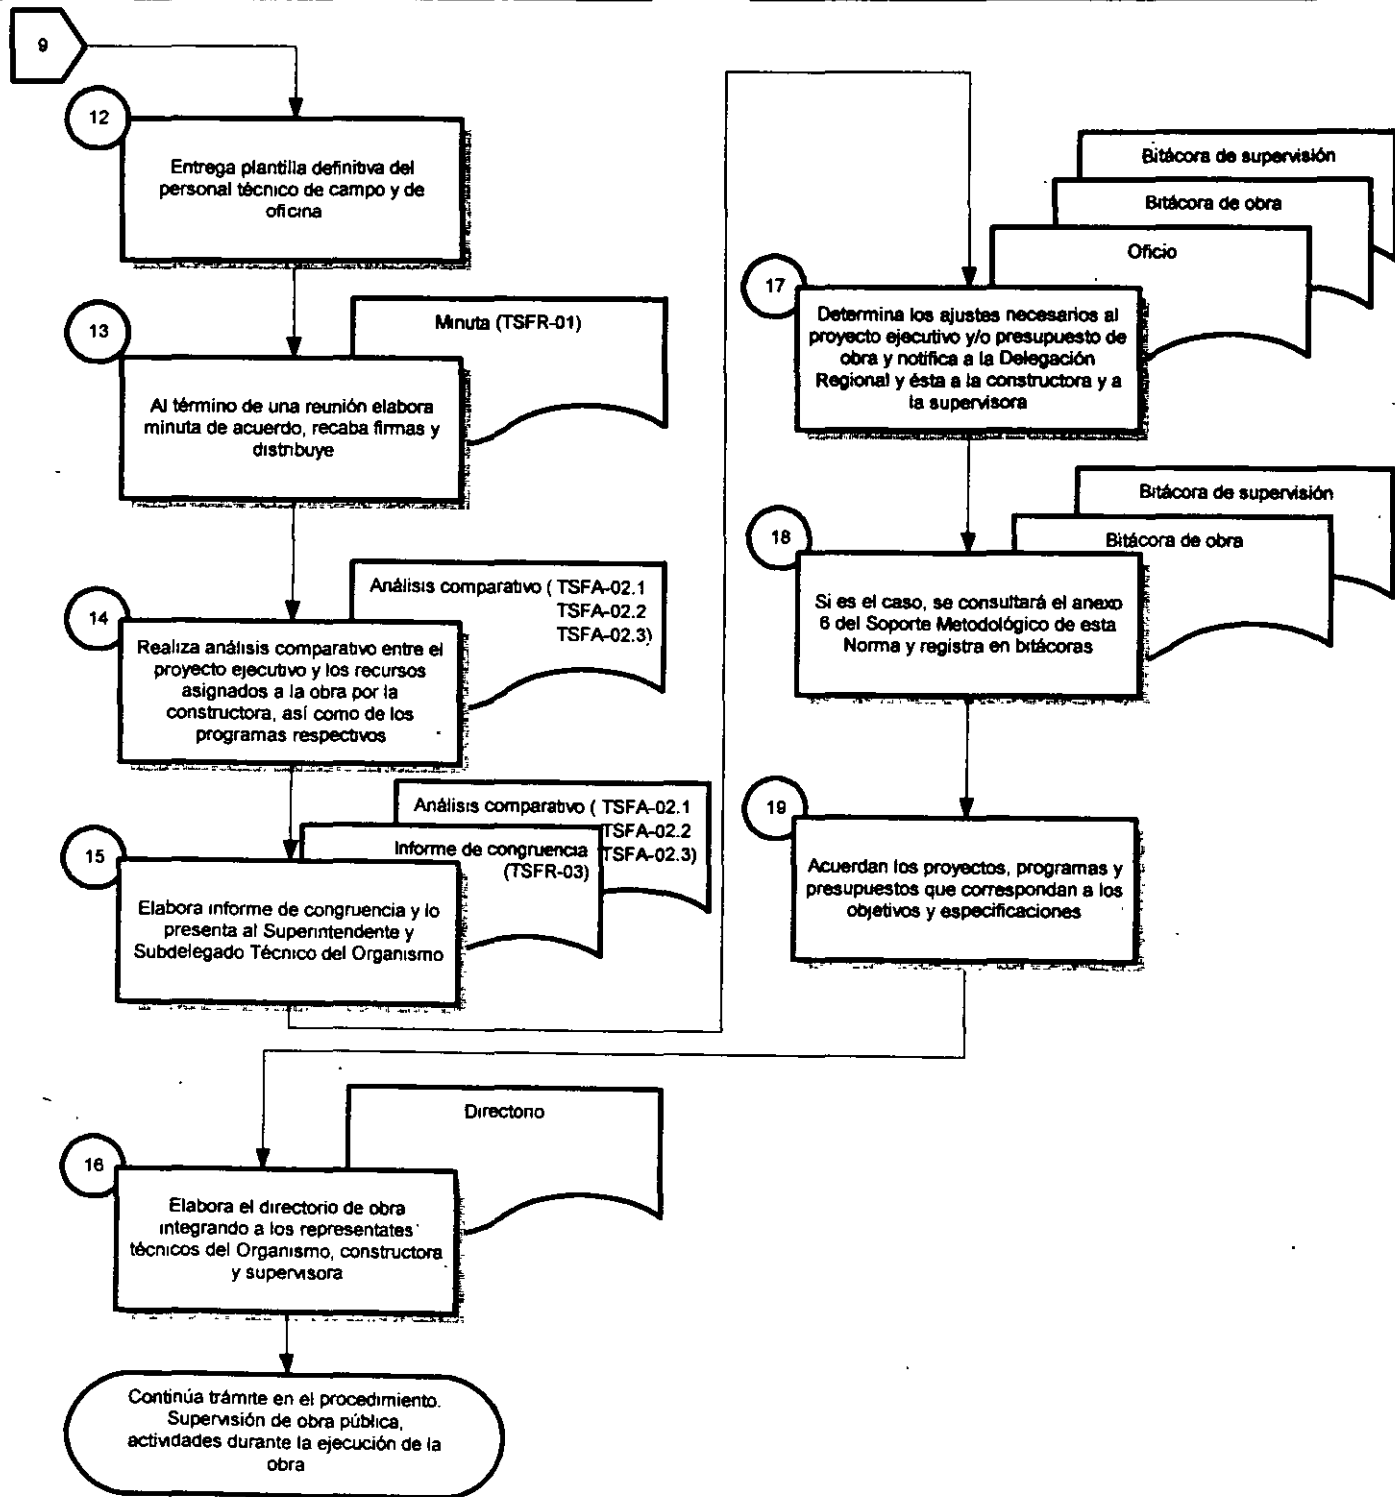 9
12
Entrega plantilla definitiva del
personal técnico de campo y de
oficina
13
Minuta (TSFR-01)
Al término de una reunión elabora
minuta de acuerdo, recaba firmas y
distribuye
14
Análisis comparativo ( TSFA-02.1
TSFA-02.2
TSFA-02.3)
Realiza análisis comparativo entre el
proyecto ejecutivo y los recursos
asignados a la obra por la
constructora, así como de los
programas respectivos
15
Análisis comparativo ( TSFA-02.1
TSFA-02.2
TSFA-02.3)
Informe de congruencia
(TSFR-03)
Elabora informe de congruencia y lo
presenta al Superintendente y
Subdelegado Técnico del Organismo
16
Directorio
Elabora el directorio de obra
integrando a los representates
técnicos del Organismo, constructora
y supervisora
Continúa trámite en el procedimiento.
Supervisión de obra pública,
actividades durante la ejecución de la
obra
17
Bitácora de supervisión
Bitácora de obra
Oficio
Determina los ajustes necesarios al
proyecto ejecutivo y/o presupuesto de
obra y notifica a la Delegación
Regional y ésta a la constructora y a
la supervisora
18
Bitácora de supervisión
Bitácora de obra
Si es el caso, se consultará el anexo
6 del Soporte Metodológico de esta
Norma y registra en bitácoras
19
Acuerdan los proyectos, programas y
presupuestos que correspondan a los
objetivos y especificaciones